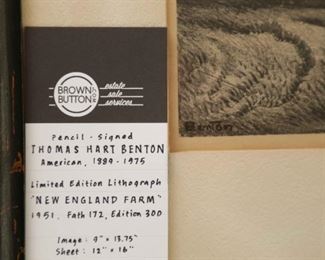 BROWN
BUTTON
.COM
estate
sale
services
Pencil - Signed
THOMAS HART BENTON
American, 1889 - 1975
Limited Edition Lithograph
"NEW ENGLAND FARM"
1951. Fath 172, Edition 300
Image: 9" x 13.75"
Sheet: 12" x 16"
Benton